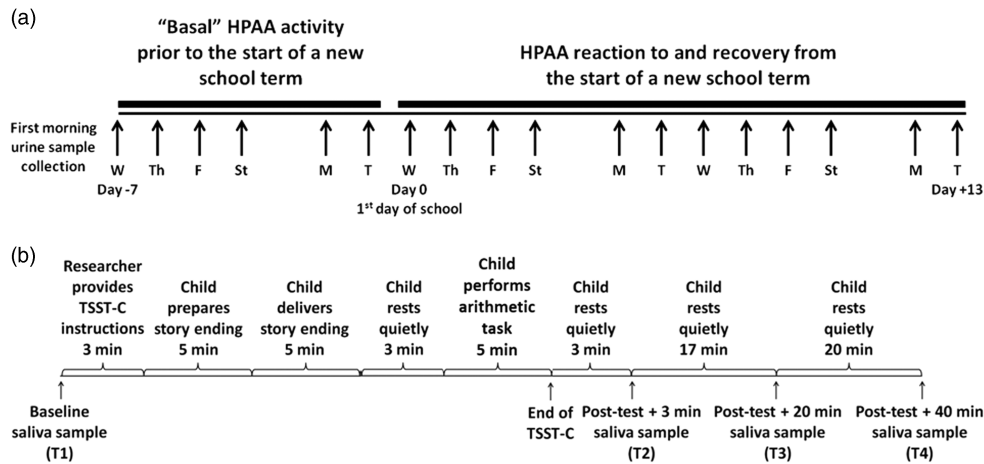 (a)
"Basal" HPAA activity
prior to the start of a new
school term
HPAA reaction to and recovery from
the start of a new school term
First morning
urine sample
collection
W Th F St M T W Th F St M T W Th F St M T
Day -7 Day 0 Day +13
1st day of school
(b)
Researcher
provides
TSST-C
instructions
3 min
Child
prepares
story ending
5 min
Child
delivers
story ending
5 min
Child
rests
quietly
3 min
Child
performs
arithmetic
task
5 min
Child
rests
quietly
3 min
Child
rests
quietly
17 min
Child
rests
quietly
20 min
Baseline
saliva sample
(T1)
End of
TSST-C
Post-test + 3 min
saliva sample
(T2)
Post-test + 20 min
saliva sample
(T3)
Post-test + 40 min
saliva sample
(T4)